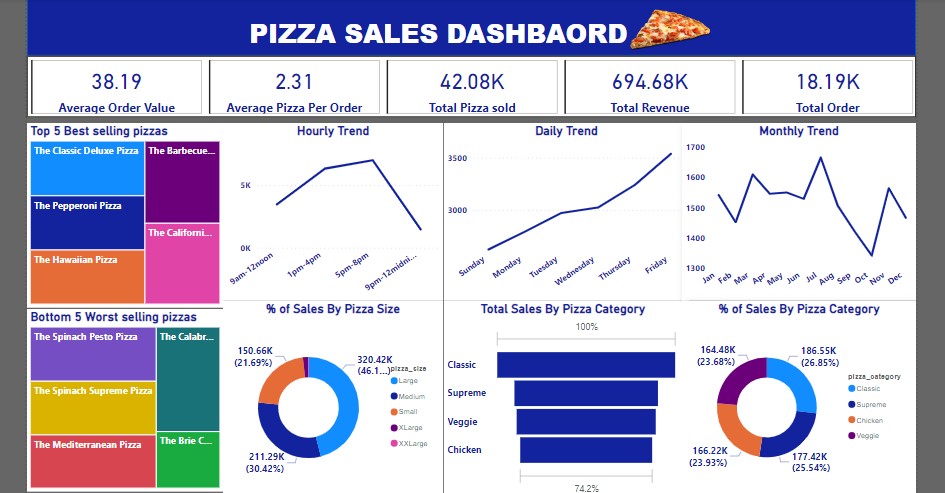 PIZZA SALES DASHBAORD
38.19
Average Order Value
2.31
Average Pizza Per Order
42.08K
Total Pizza sold
694.68K
Total Revenue
18.19K
Total Order
Top 5 Best selling pizzas
The Classic Deluxe Pizza
The Barbecue...
The Pepperoni Pizza
The Californi...
The Hawaiian Pizza
Hourly Trend
5K
0K
9am-12noon
1pm-4pm
5pm-8pm
9pm-12midni...
Daily Trend
3500
3000
Sunday
Monday
Tuesday
Wednesday
Thursday
Friday
Monthly Trend
1700
1600
1500
1400
1300
Jan
Feb
Mar
Apr
May
Jun
Jul
Aug
Sep
Oct
Nov
Dec
Bottom 5 Worst selling pizzas
The Spinach Pesto Pizza
The Calabr...
The Spinach Supreme Pizza
The Mediterranean Pizza
The Brie C...
% of Sales By Pizza Size
150.66K
(21.69%)
320.42K
(46.1...)
211.29K
(30.42%)
pizza_size
Large
Medium
Small
XLarge
XXLarge
Total Sales By Pizza Category
100%
Classic
Supreme
Veggie
Chicken
74.2%
% of Sales By Pizza Category
164.48K
(23.68%)
186.55K
(26.85%)
166.22K
(23.93%)
177.42K
(25.54%)
pizza_category
Classic
Supreme
Chicken
Veggie